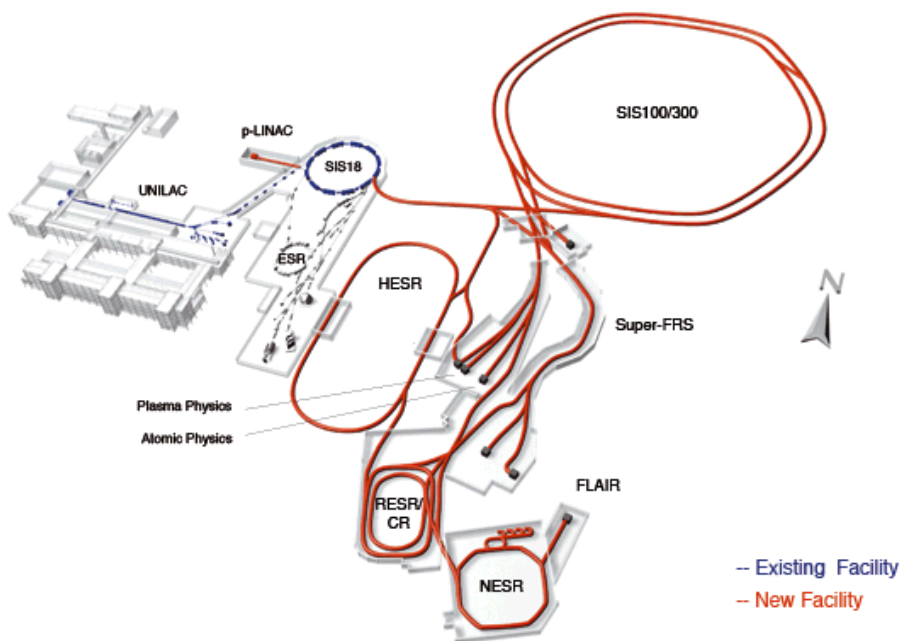 SIS100/300
p-LINAC
SIS18
UNILAC
ESR
HESR
N
Super-FRS
Plasma Physics
Atomic Physics
FLAIR
RESR/
CR
NESR
-- Existing Facility
-- New Facility